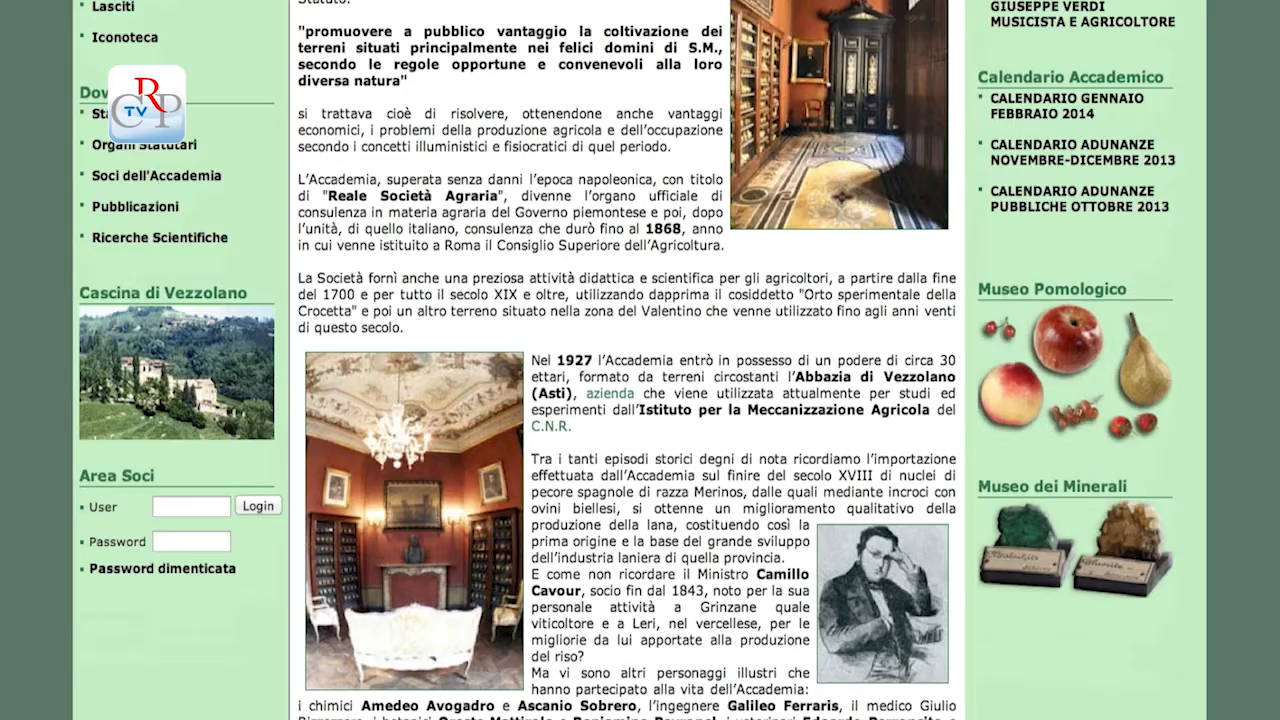 Lasciti
Iconoteca
Organi Statutari
Soci dell'Accademia
Pubblicazioni
Ricerche Scientifiche
Cascina di Vezzolano
Area Soci
User
Login
Password
Password dimenticata
CRP
TV
Statuto:
"promuovere a pubblico vantaggio la coltivazione dei
terreni situati principalmente nei felici domini di S.M.,
secondo le regole opportune e convenevoli alla loro
diversa natura"
si trattava cioè di risolvere, ottenendone anche vantaggi
economici, i problemi della produzione agricola e dell'occupazione
secondo i concetti illuministici e fisiocratici di quel periodo.
L'Accademia, superata senza danni l'epoca napoleonica, con titolo
di "Reale Società Agraria", divenne l'organo ufficiale di
consulenza in materia agraria del Governo piemontese e poi, dopo
l'unità, di quello italiano, consulenza che durò fino al 1868, anno
in cui venne istituito a Roma il Consiglio Superiore dell'Agricoltura.
La Società fornì anche una preziosa attività didattica e scientifica per gli agricoltori, a partire dalla fine
del 1700 e per tutto il secolo XIX e oltre, utilizzando dapprima il cosiddetto "Orto sperimentale della
Crocetta" e poi un altro terreno situato nella zona del Valentino che venne utilizzato fino agli anni venti
di questo secolo.
Nel 1927 l'Accademia entrò in possesso di un podere di circa 30
ettari, formato da terreni circostanti l'Abbazia di Vezzolano
(Asti), azienda che viene utilizzata attualmente per studi ed
esperimenti dall'Istituto per la Meccanizzazione Agricola del
C.N.R.
Tra i tanti episodi storici degni di nota ricordiamo l'importazione
effettuata dall'Accademia sul finire del secolo XVIII di nuclei di
pecore spagnole di razza Merinos, dalle quali mediante incroci con
ovini biellesi, si ottenne un miglioramento qualitativo della
produzione della lana, costituendo così la
prima origine e la base del grande sviluppo
dell'industria laniera di quella provincia.
E come non ricordare il Ministro Camillo
Cavour, socio fin dal 1843, noto per la sua
personale attività a Grinzane quale
viticoltore e a Leri, nel vercellese, per le
migliorie da lui apportate alla produzione
del riso?
Ma vi sono altri personaggi illustri che
hanno partecipato alla vita dell'Accademia:
i chimici Amedeo Avogadro e Ascanio Sobrero, l'ingegnere Galileo Ferraris, il medico Giulio
GIUSEPPE VERDI
MUSICISTA E AGRICOLTORE
Calendario Accademico
CALENDARIO GENNAIO
FEBBRAIO 2014
CALENDARIO ADUNANZE
NOVEMBRE-DICEMBRE 2013
CALENDARIO ADUNANZE
PUBBLICHE OTTOBRE 2013
Museo Pomologico
Museo dei Minerali